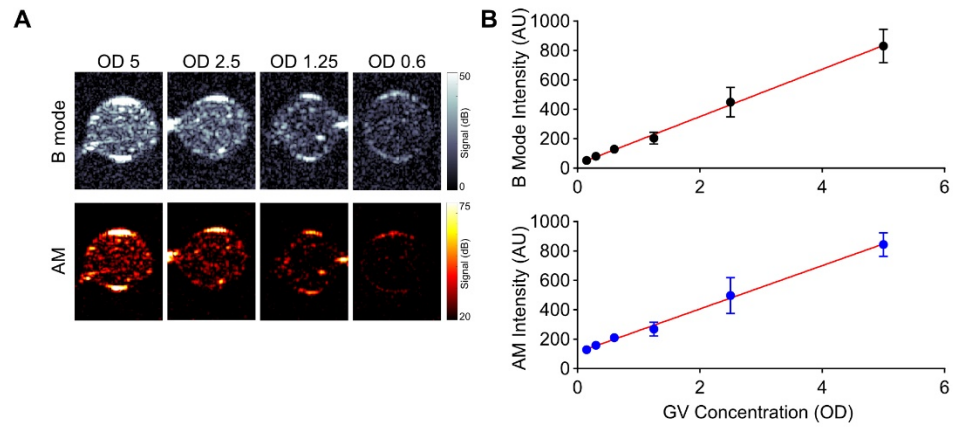 A
OD 5 OD 2.5 OD 1.25 OD 0.6
B mode
50
Signal (dB)
0
AM
75
Signal (dB)
20
B
B Mode Intensity (AU)
1000
800
600
400
200
0
0 2 4 6
AM Intensity (AU)
1000
800
600
400
200
0
0 2 4 6
GV Concentration (OD)